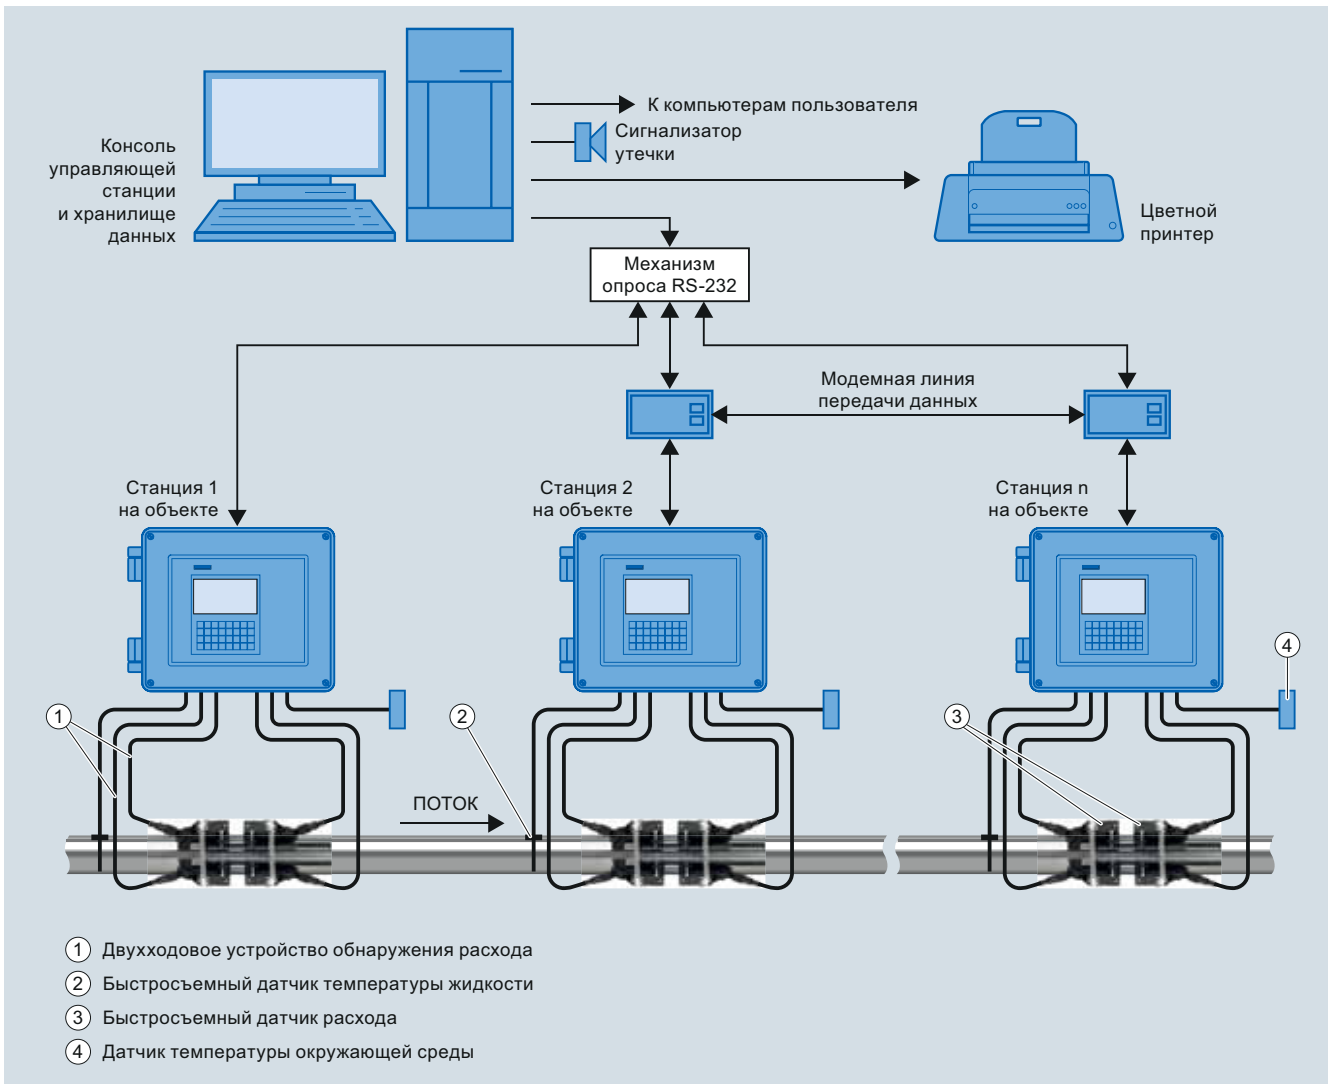 К компьютерам пользователя
Сигнализатор
утечки
Консоль
управляющей
станции
и хранилище
данных
Цветной
принтер
Механизм
опроса RS-232
Модемная линия
передачи данных
Станция 1
на объекте
Станция 2
на объекте
Станция n
на объекте
4
1
2
3
ПОТОК
1 Двухходовое устройство обнаружения расхода
2 Быстросъемный датчик температуры жидкости
3 Быстросъемный датчик расхода
4 Датчик температуры окружающей среды